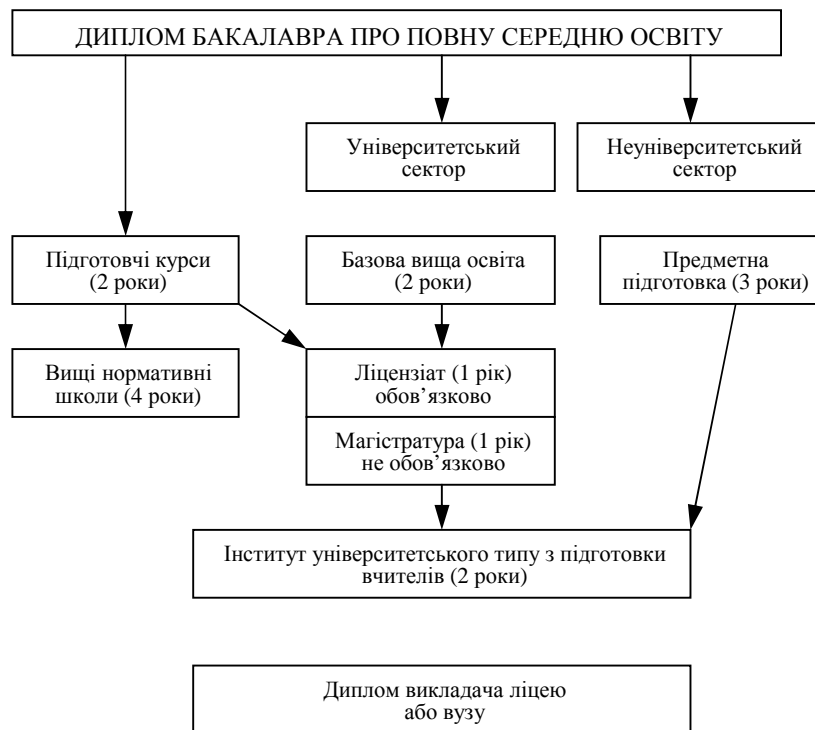 ДИПЛОМ БАКАЛАВРА ПРО ПОВНУ СЕРЕДНЮ ОСВІТУ
Університетський
сектор
Неуніверситетський
сектор
Підготовчі курси
(2 роки)
Базова вища освіта
(2 роки)
Предметна
підготовка (3 роки)
Вищі нормативні
школи (4 роки)
Ліцензіат (1 рік)
обов’язково
Магістратура (1 рік)
не обов’язково
Інститут університетського типу з підготовки
вчителів (2 роки)
Диплом викладача ліцею
або вузу